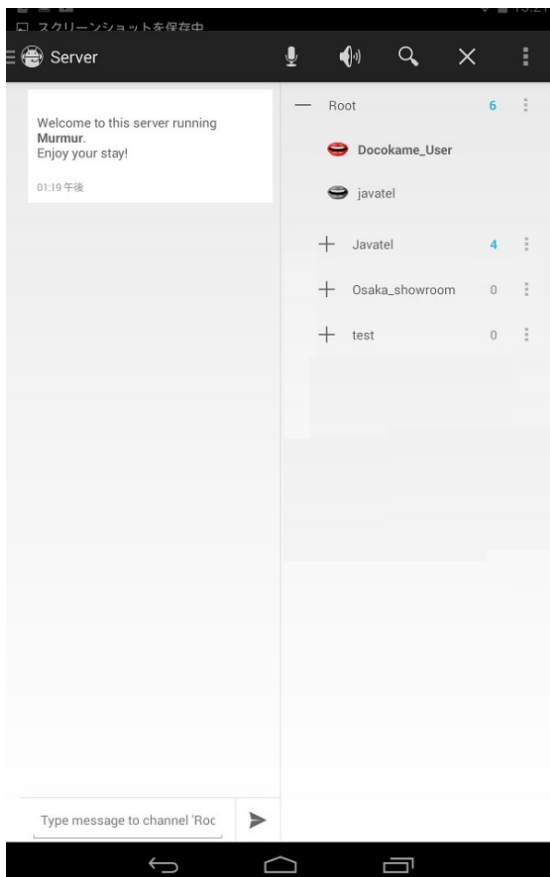 スクリーンショットを保存中
Server
Welcome to this server running
Murmur.
Enjoy your stay!
01:19 午後
Root 6
Docokame_User
javatel
Javatel 4
Osaka_showroom 0
test 0
Type message to channel 'Roc